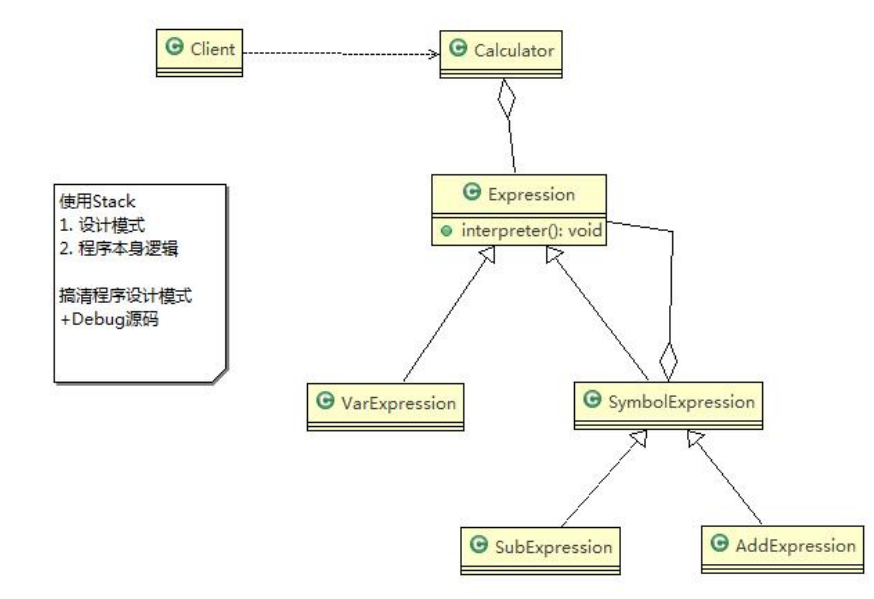 Client
Calculator
Expression
interpreter(): void
使用Stack
1. 设计模式
2. 程序本身逻辑
搞清程序设计模式
+Debug源码
VarExpression
SymbolExpression
SubExpression
AddExpression